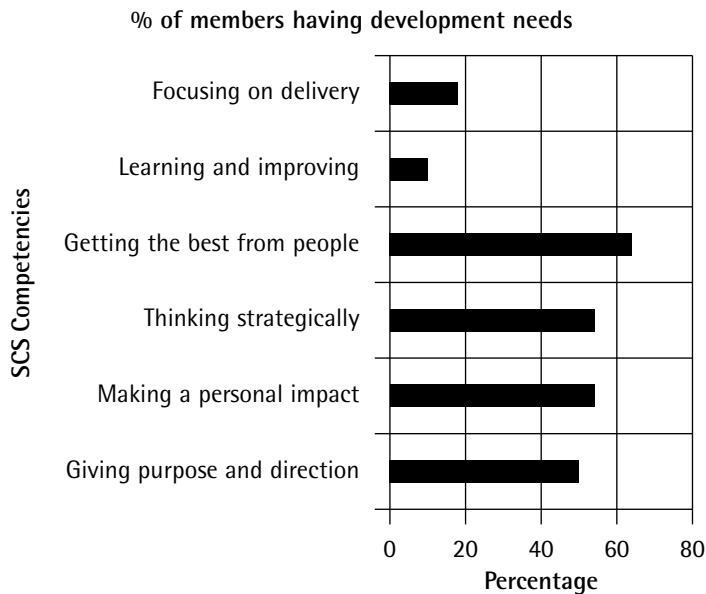 % of members having development needs
SCS Competencies
Focusing on delivery
Learning and improving
Getting the best from people
Thinking strategically
Making a personal impact
Giving purpose and direction
0 20 40 60 80
Percentage